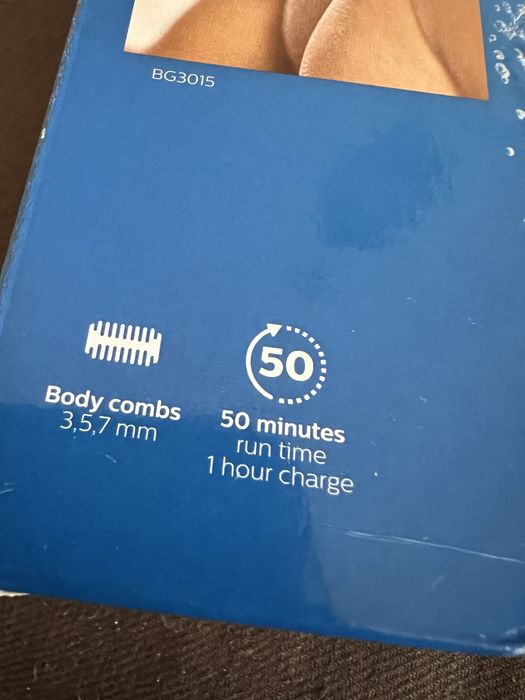 BG3015
50
Body combs
3,5,7 mm
50 minutes
run time
1 hour charge